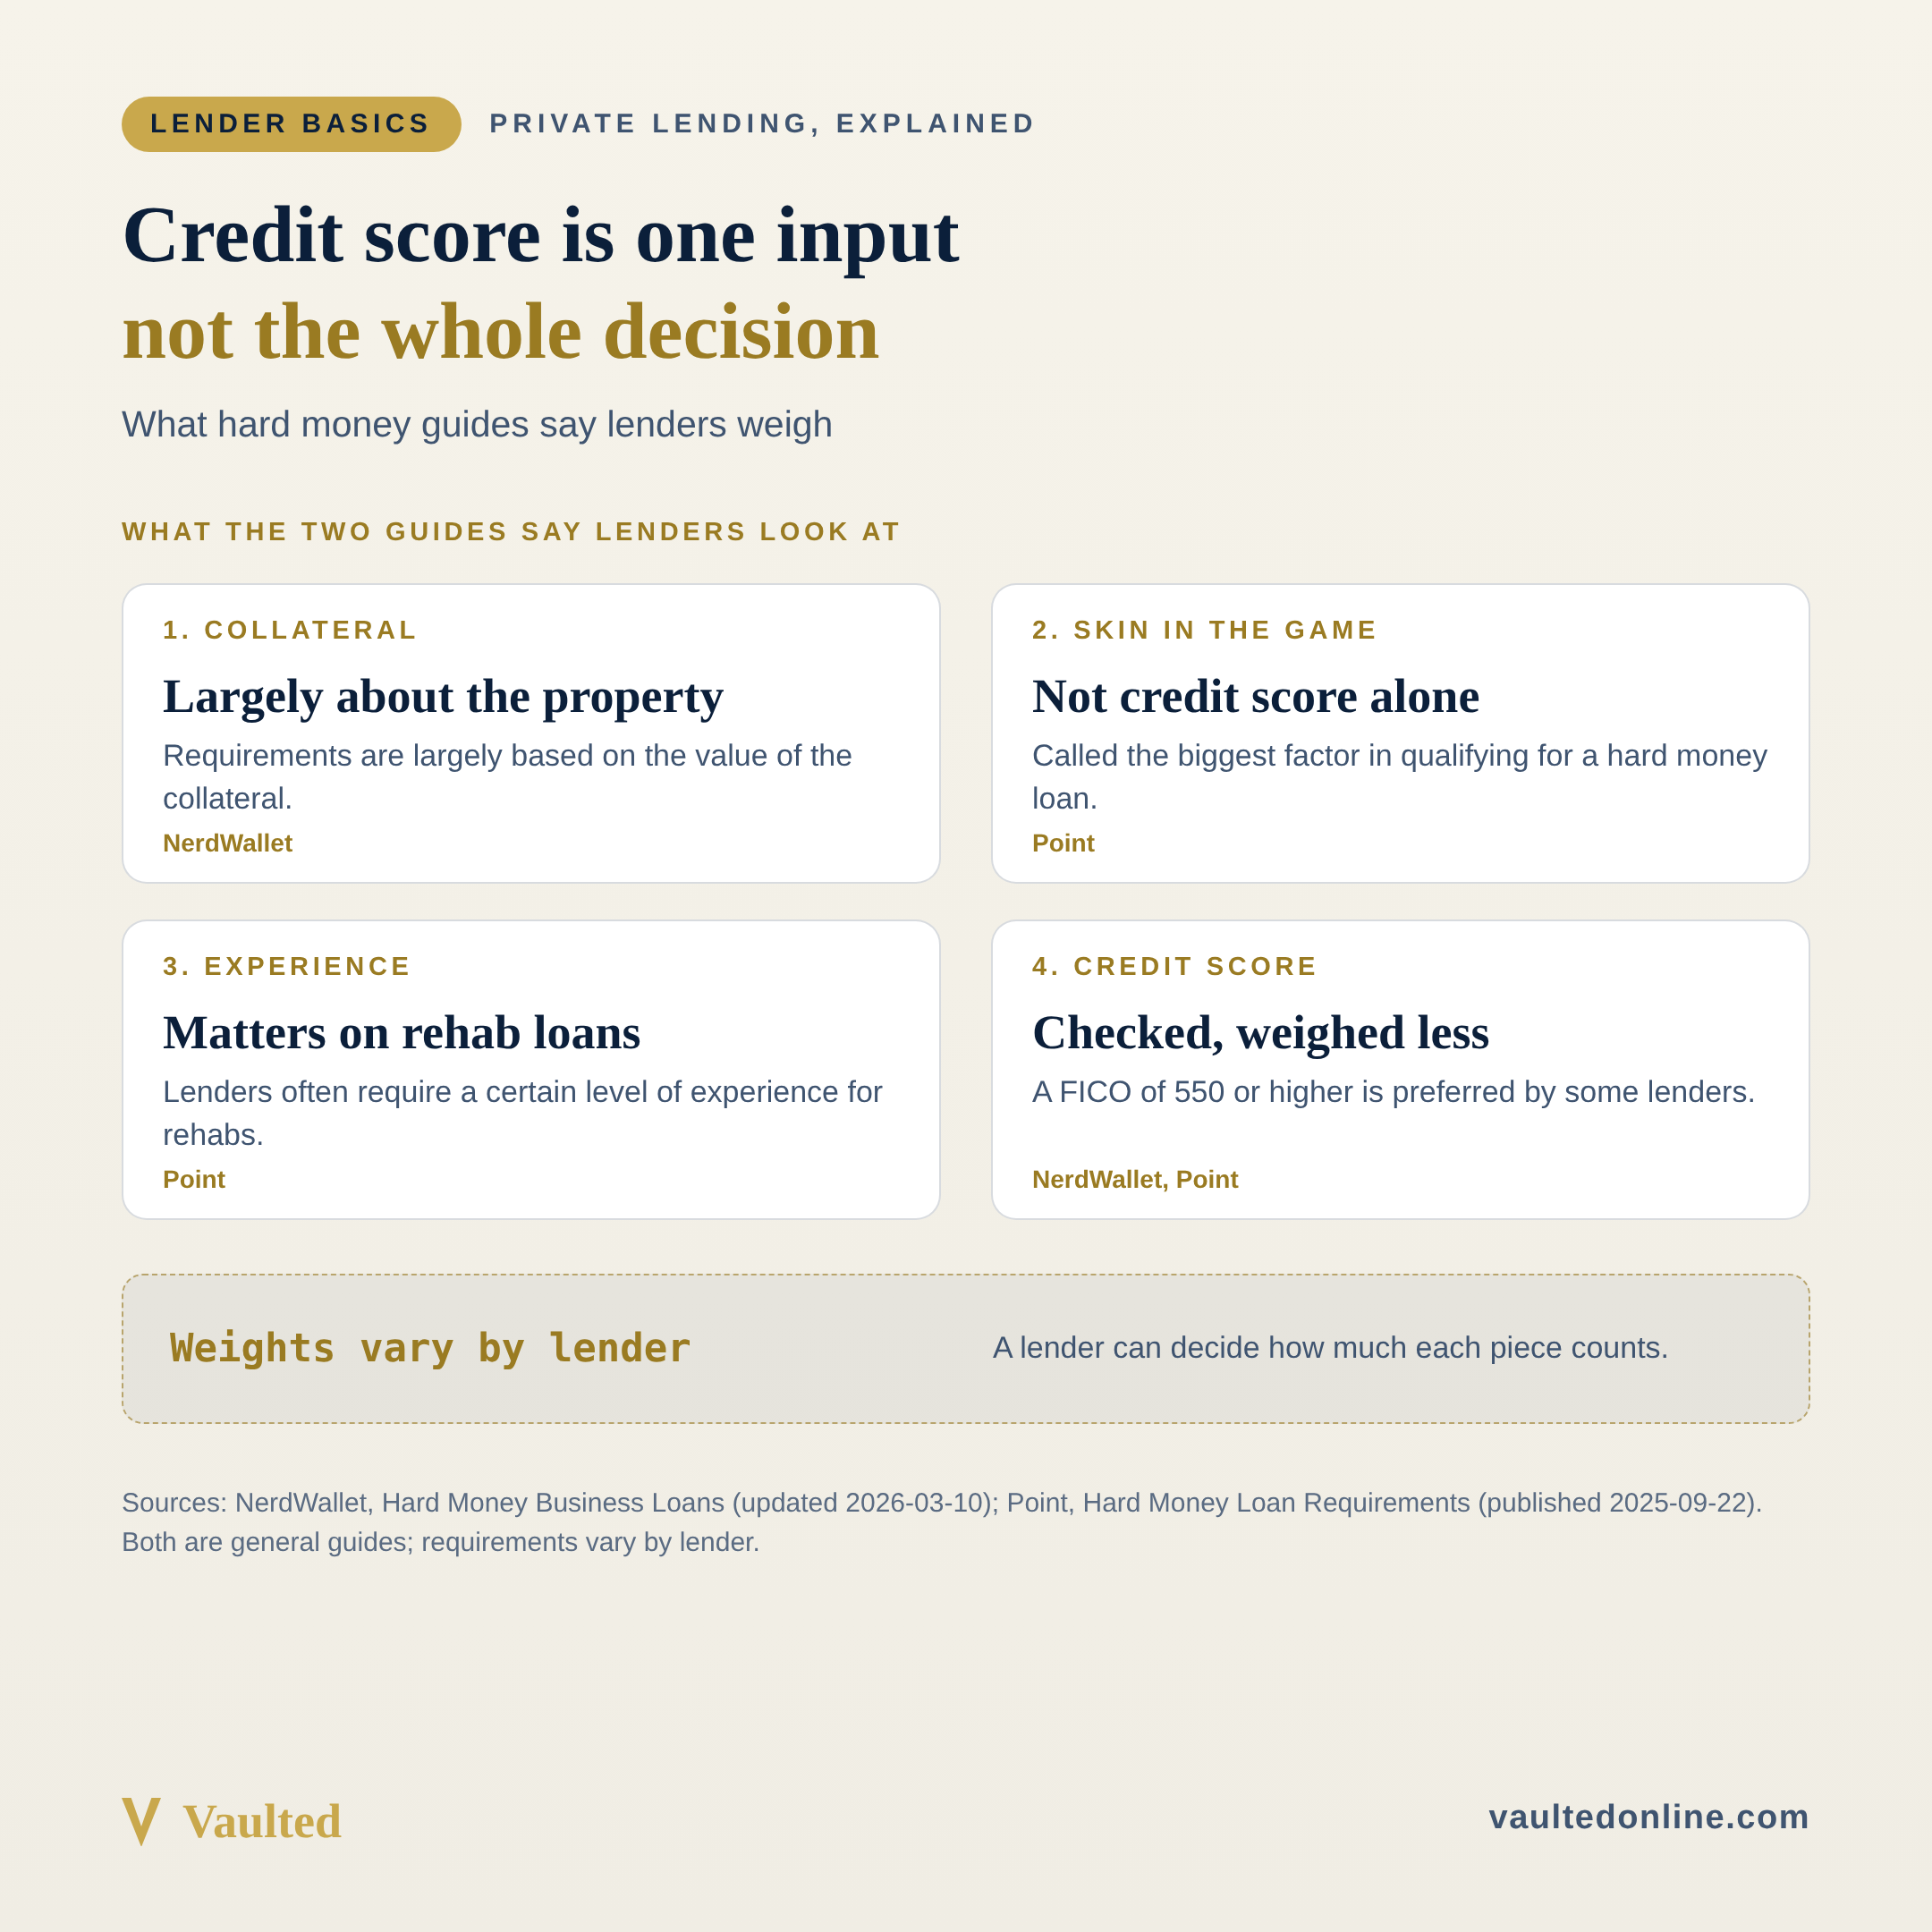 LENDER BASICS
PRIVATE LENDING, EXPLAINED
Credit score is one input
not the whole decision
What hard money guides say lenders weigh
WHAT THE TWO GUIDES SAY LENDERS LOOK AT
1. COLLATERAL
Largely about the property
Requirements are largely based on the value of the
collateral.
NerdWallet
2. SKIN IN THE GAME
Not credit score alone
Called the biggest factor in qualifying for a hard money
loan.
Point
3. EXPERIENCE
Matters on rehab loans
Lenders often require a certain level of experience for
rehabs.
Point
4. CREDIT SCORE
Checked, weighed less
A FICO of 550 or higher is preferred by some lenders.
NerdWallet, Point
Weights vary by lender
A lender can decide how much each piece counts.
Sources: NerdWallet, Hard Money Business Loans (updated 2026-03-10); Point, Hard Money Loan Requirements (published 2025-09-22).
Both are general guides; requirements vary by lender.
Vaulted
vaultedonline.com